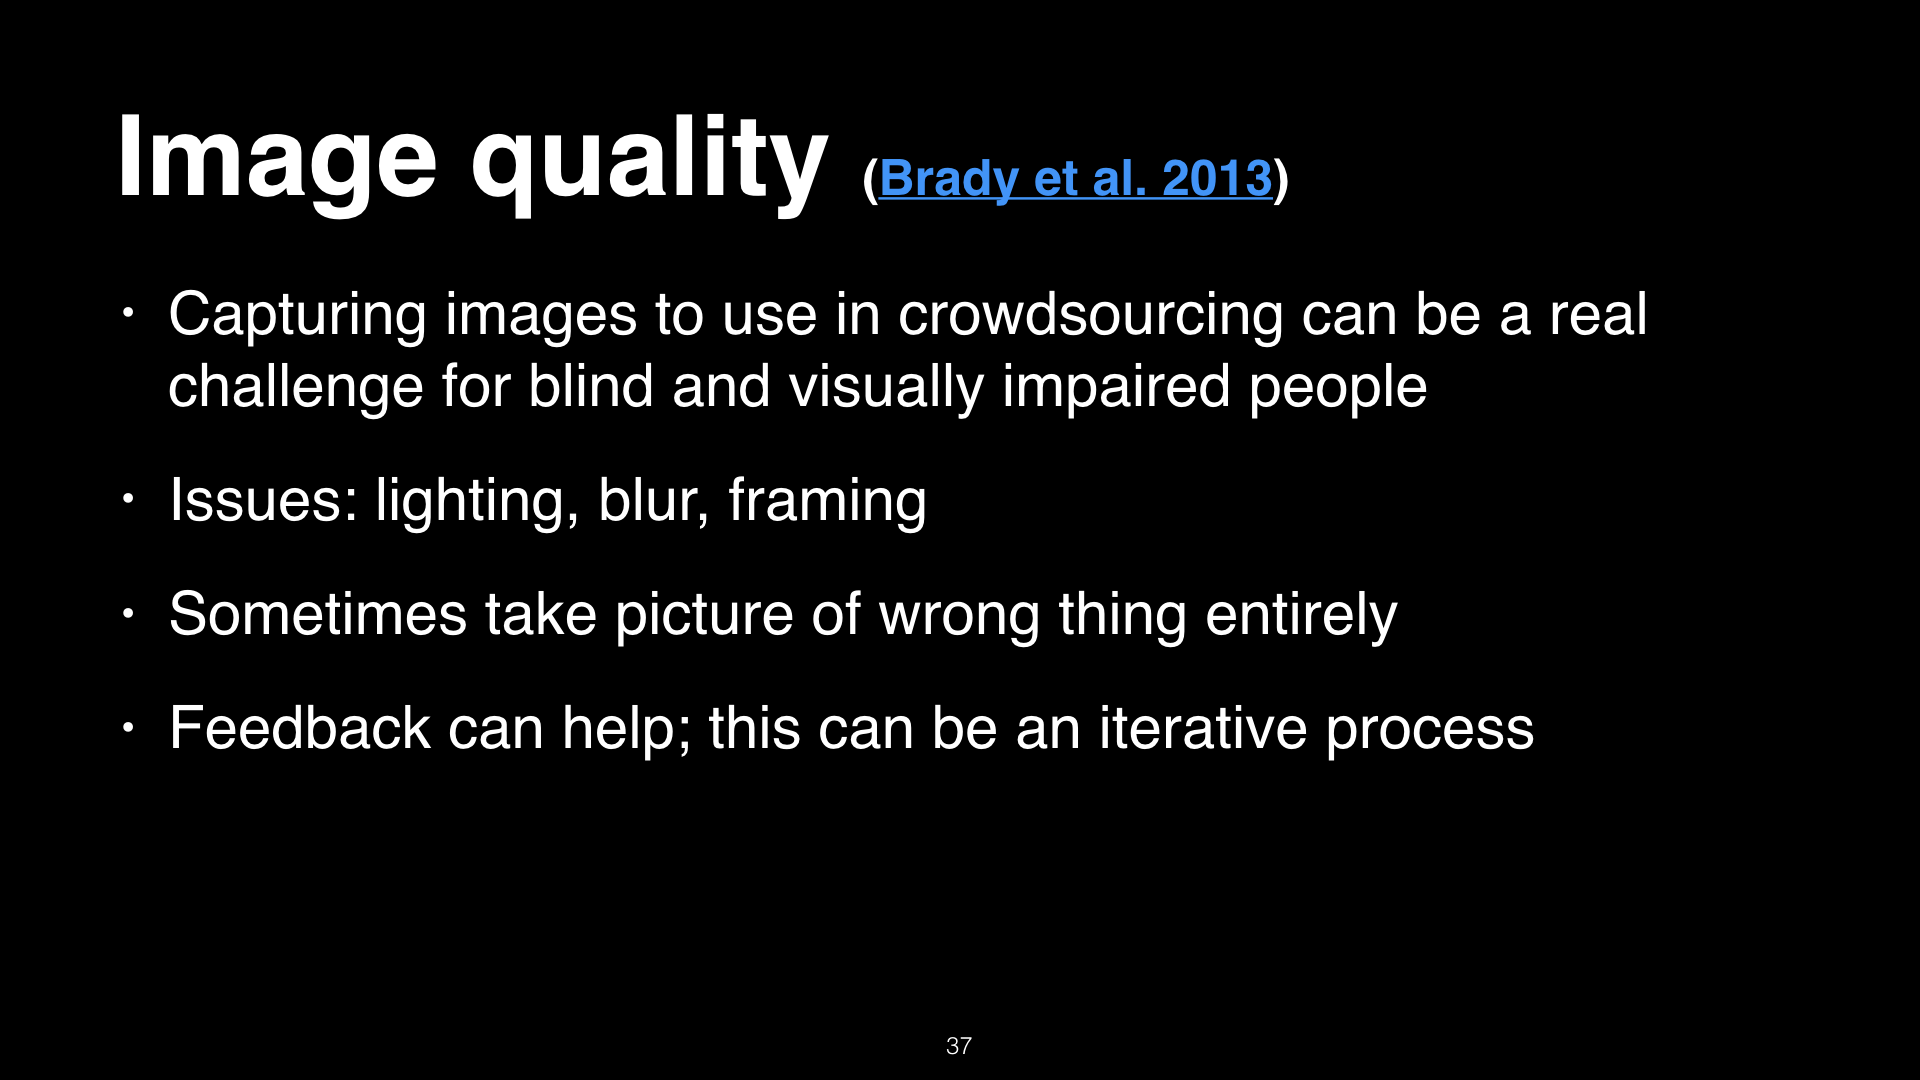 Image quality (Brady et al. 2013)
• Capturing images to use in crowdsourcing can be a real
challenge for blind and visually impaired people
• Issues: lighting, blur, framing
• Sometimes take picture of wrong thing entirely
• Feedback can help; this can be an iterative process
37